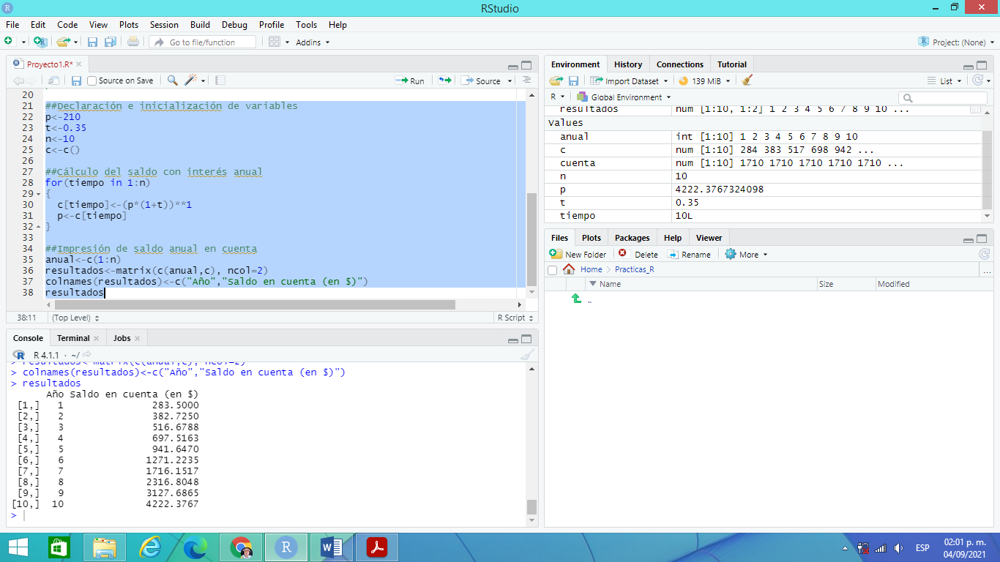 RStudio
File Edit Code View Plots Session Build Debug Profile Tools Help
Go to file/function Addins Project: (None)
Proyecto1.R*
Source on Save Run Source
20
21 ##Declaración e inicialización de variables
22 p<-210
23 t<-0.35
24 n<-10
25 c<-c()
26
27 ##Cálculo del saldo con interés anual
28 for(tiempo in 1:n)
29 {
30 c[tiempo]<-(p*(1+t))**1
31 p<-c[tiempo]
32 }
33
34 ##Impresión de saldo anual en cuenta
35 anual<-c(1:n)
36 resultados<-matrix(c(anual,c), ncol=2)
37 colnames(resultados)<-c("Año","Saldo en cuenta (en $)")
38 resultados
38:11 (Top Level) R Script
Console Terminal Jobs
R 4.1.1 · ~/
> resultados<-matrix(c(anual,c), ncol=2)
> colnames(resultados)<-c("Año","Saldo en cuenta (en $)")
> resultados
Año Saldo en cuenta (en $)
[1,] 1 283.5000
[2,] 2 382.7250
[3,] 3 516.6788
[4,] 4 697.5163
[5,] 5 941.6470
[6,] 6 1271.2235
[7,] 7 1716.1517
[8,] 8 2316.8048
[9,] 9 3127.6865
[10,] 10 4222.3767
>
Environment History Connections Tutorial
Import Dataset 139 MiB List
R Global Environment
resultados num [1:10, 1:2] 1 2 3 4 5 6 7 8 9 10 ...
Values
anual int [1:10] 1 2 3 4 5 6 7 8 9 10
c num [1:10] 284 383 517 698 942 ...
cuenta num [1:10] 1710 1710 1710 1710 1710 ...
n 10
p 4222.3767324098
t 0.35
tiempo 10L
Files Plots Packages Help Viewer
New Folder Delete Rename More
Home Practicas_R ...
Name Size Modified
..
ESP 02:01 p. m.
04/09/2021